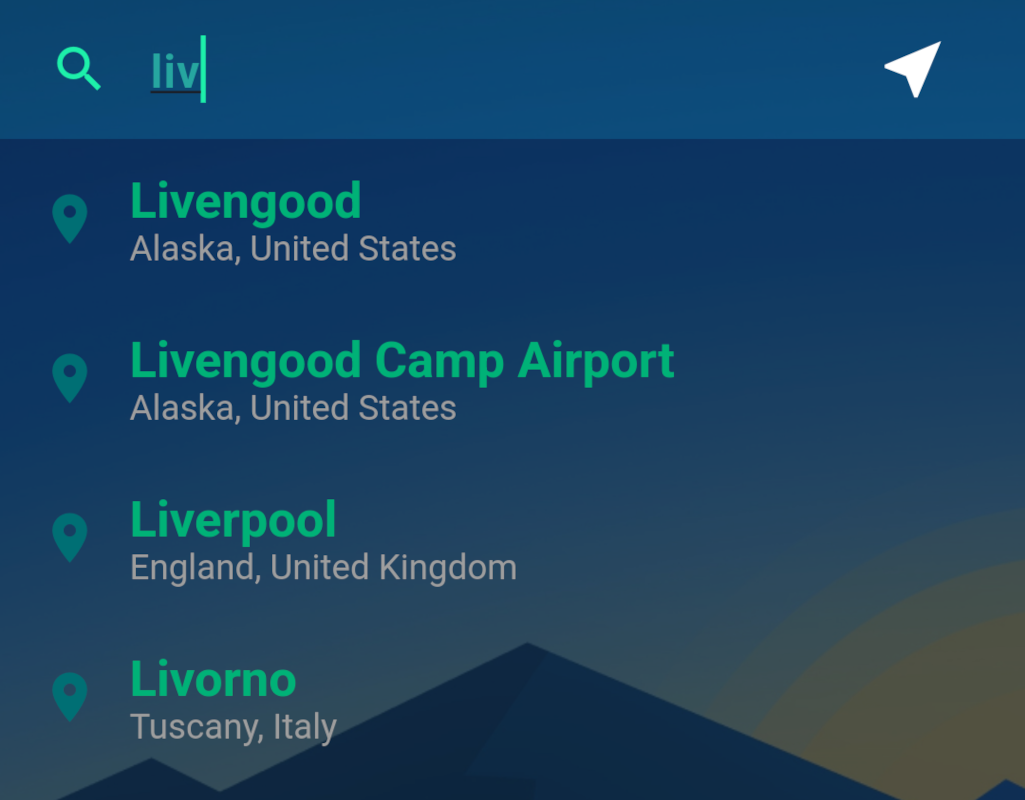 liv
Livengood
Alaska, United States
Livengood Camp Airport
Alaska, United States
Liverpool
England, United Kingdom
Livorno
Tuscany, Italy